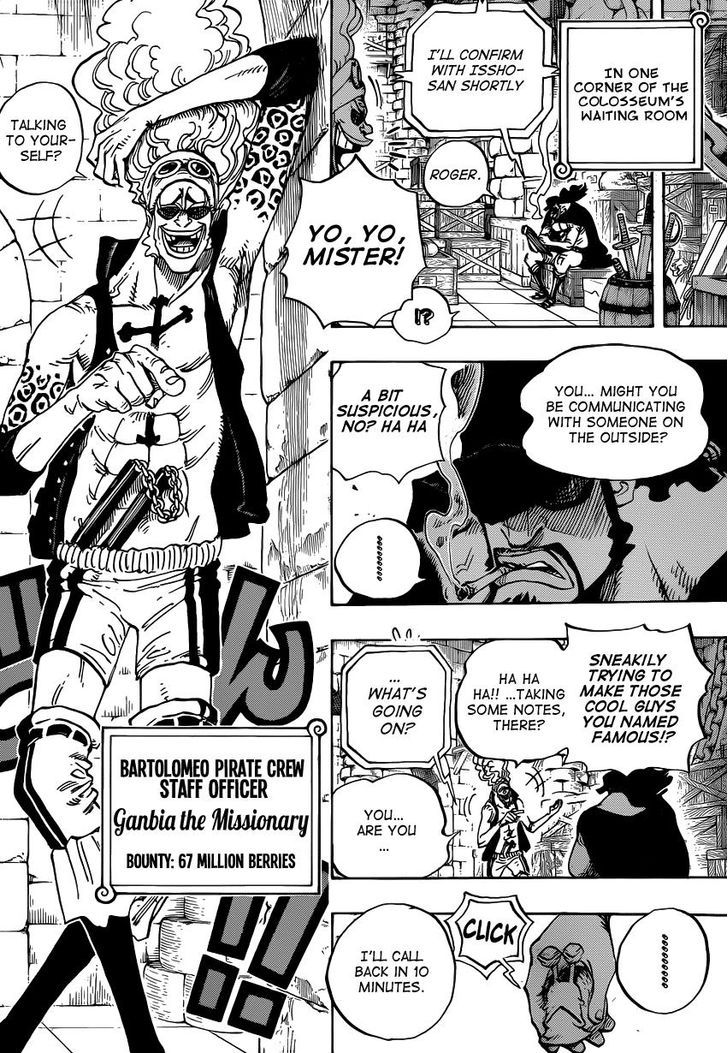 IN ONE
CORNER OF THE
COLOSSEUM'S
WAITING ROOM
I'LL CONFIRM
WITH ISSHO-
SAN SHORTLY
ROGER.
YO, YO,
MISTER!
!?
TALKING
TO YOUR-
SELF?
BARTOLOMEO PIRATE CREW
STAFF OFFICER
Ganbia the Missionary
BOUNTY: 67 MILLION BERRIES
YOU... MIGHT YOU
BE COMMUNICATING
WITH SOMEONE ON
THE OUTSIDE?
A BIT
SUSPICIOUS,
NO? HA HA
..........
SNEAKILY
TRYING TO
MAKE THOSE
COOL GUYS
YOU NAMED
FAMOUS!?
HA HA
HA!! ...TAKING
SOME NOTES,
THERE?
...
WHAT'S
GOING
ON?
YOU...
ARE YOU
...
..........
CLICK
I'LL CALL
BACK IN 10
MINUTES.